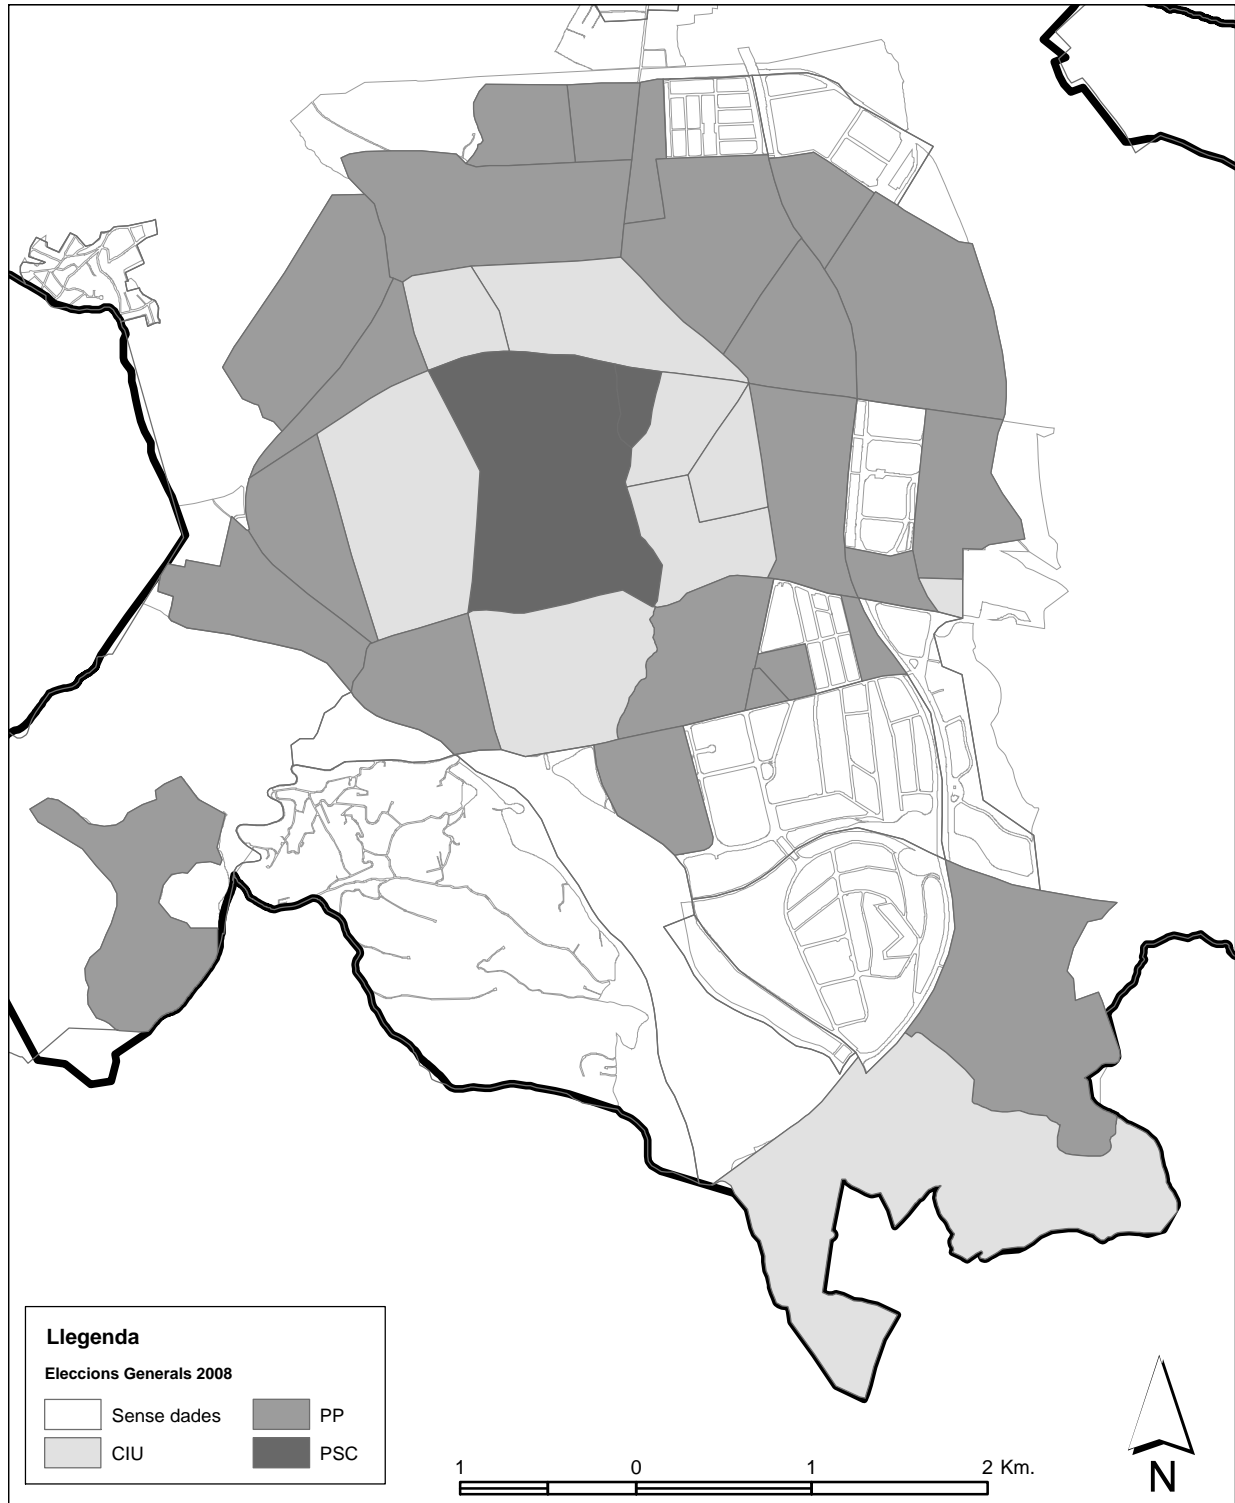 Llegenda
Eleccions Generals 2008
Sense dades PP
CIU PSC
1 0 1 2 Km.
N